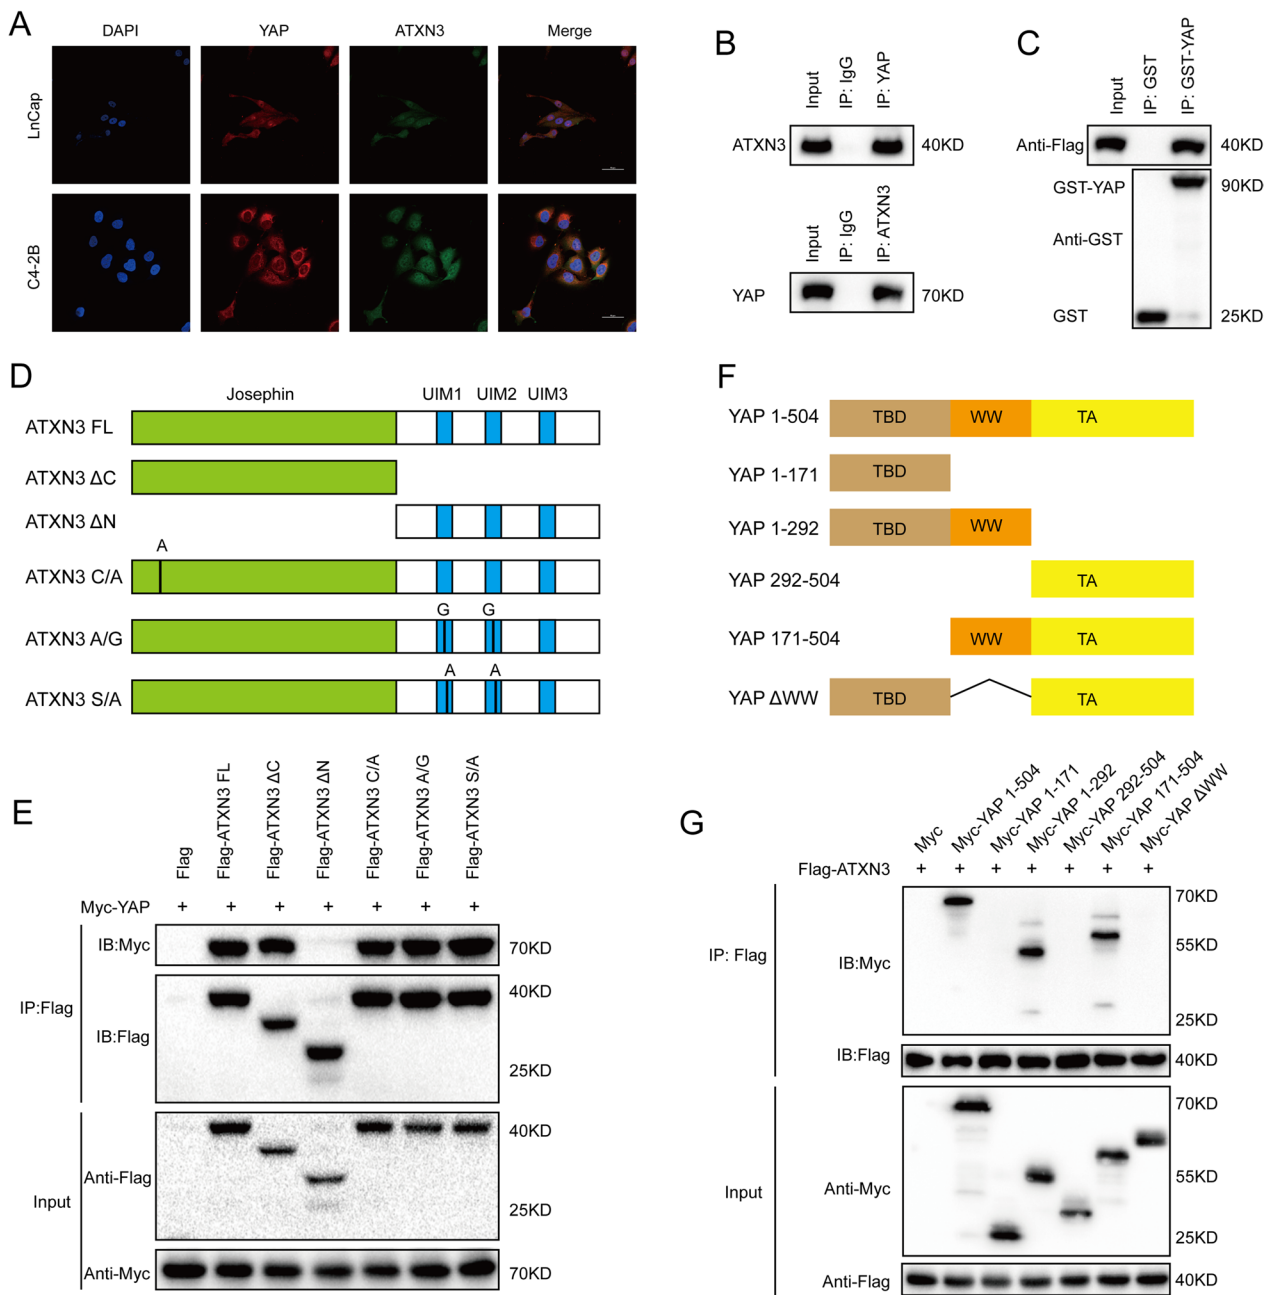 A
DAPI
YAP
ATXN3
Merge
LnCap
C4-2B
B
Input
IP: IgG
IP: YAP
ATXN3
40KD
Input
IP: IgG
IP: ATXN3
YAP
70KD
C
Input
IP: GST
IP: GST-YAP
Anti-Flag
40KD
GST-YAP
90KD
Anti-GST
GST
25KD
D
Josephin
UIM1
UIM2
UIM3
ATXN3 FL
ATXN3 ΔC
ATXN3 ΔN
A
ATXN3 C/A
G
G
ATXN3 A/G
A
A
ATXN3 S/A
F
YAP 1-504
TBD
WW
TA
YAP 1-171
TBD
YAP 1-292
TBD
WW
YAP 292-504
TA
YAP 171-504
WW
TA
YAP ΔWW
TBD
TA
E
Flag
Flag-ATXN3 FL
Flag-ATXN3 ΔC
Flag-ATXN3 ΔN
Flag-ATXN3 C/A
Flag-ATXN3 A/G
Flag-ATXN3 S/A
Myc-YAP + + + + + + +
IP:Flag
IB:Myc
70KD
IB:Flag
40KD
25KD
Input
Anti-Flag
40KD
25KD
Anti-Myc
70KD
G
Myc
Myc-YAP 1-504
Myc-YAP 1-171
Myc-YAP 1-292
Myc-YAP 292-504
Myc-YAP 171-504
Myc-YAP ΔWW
Flag-ATXN3 + + + + + + +
IP: Flag
IB:Myc
70KD
55KD
25KD
IB:Flag
40KD
Input
Anti-Myc
70KD
55KD
25KD
Anti-Flag
40KD